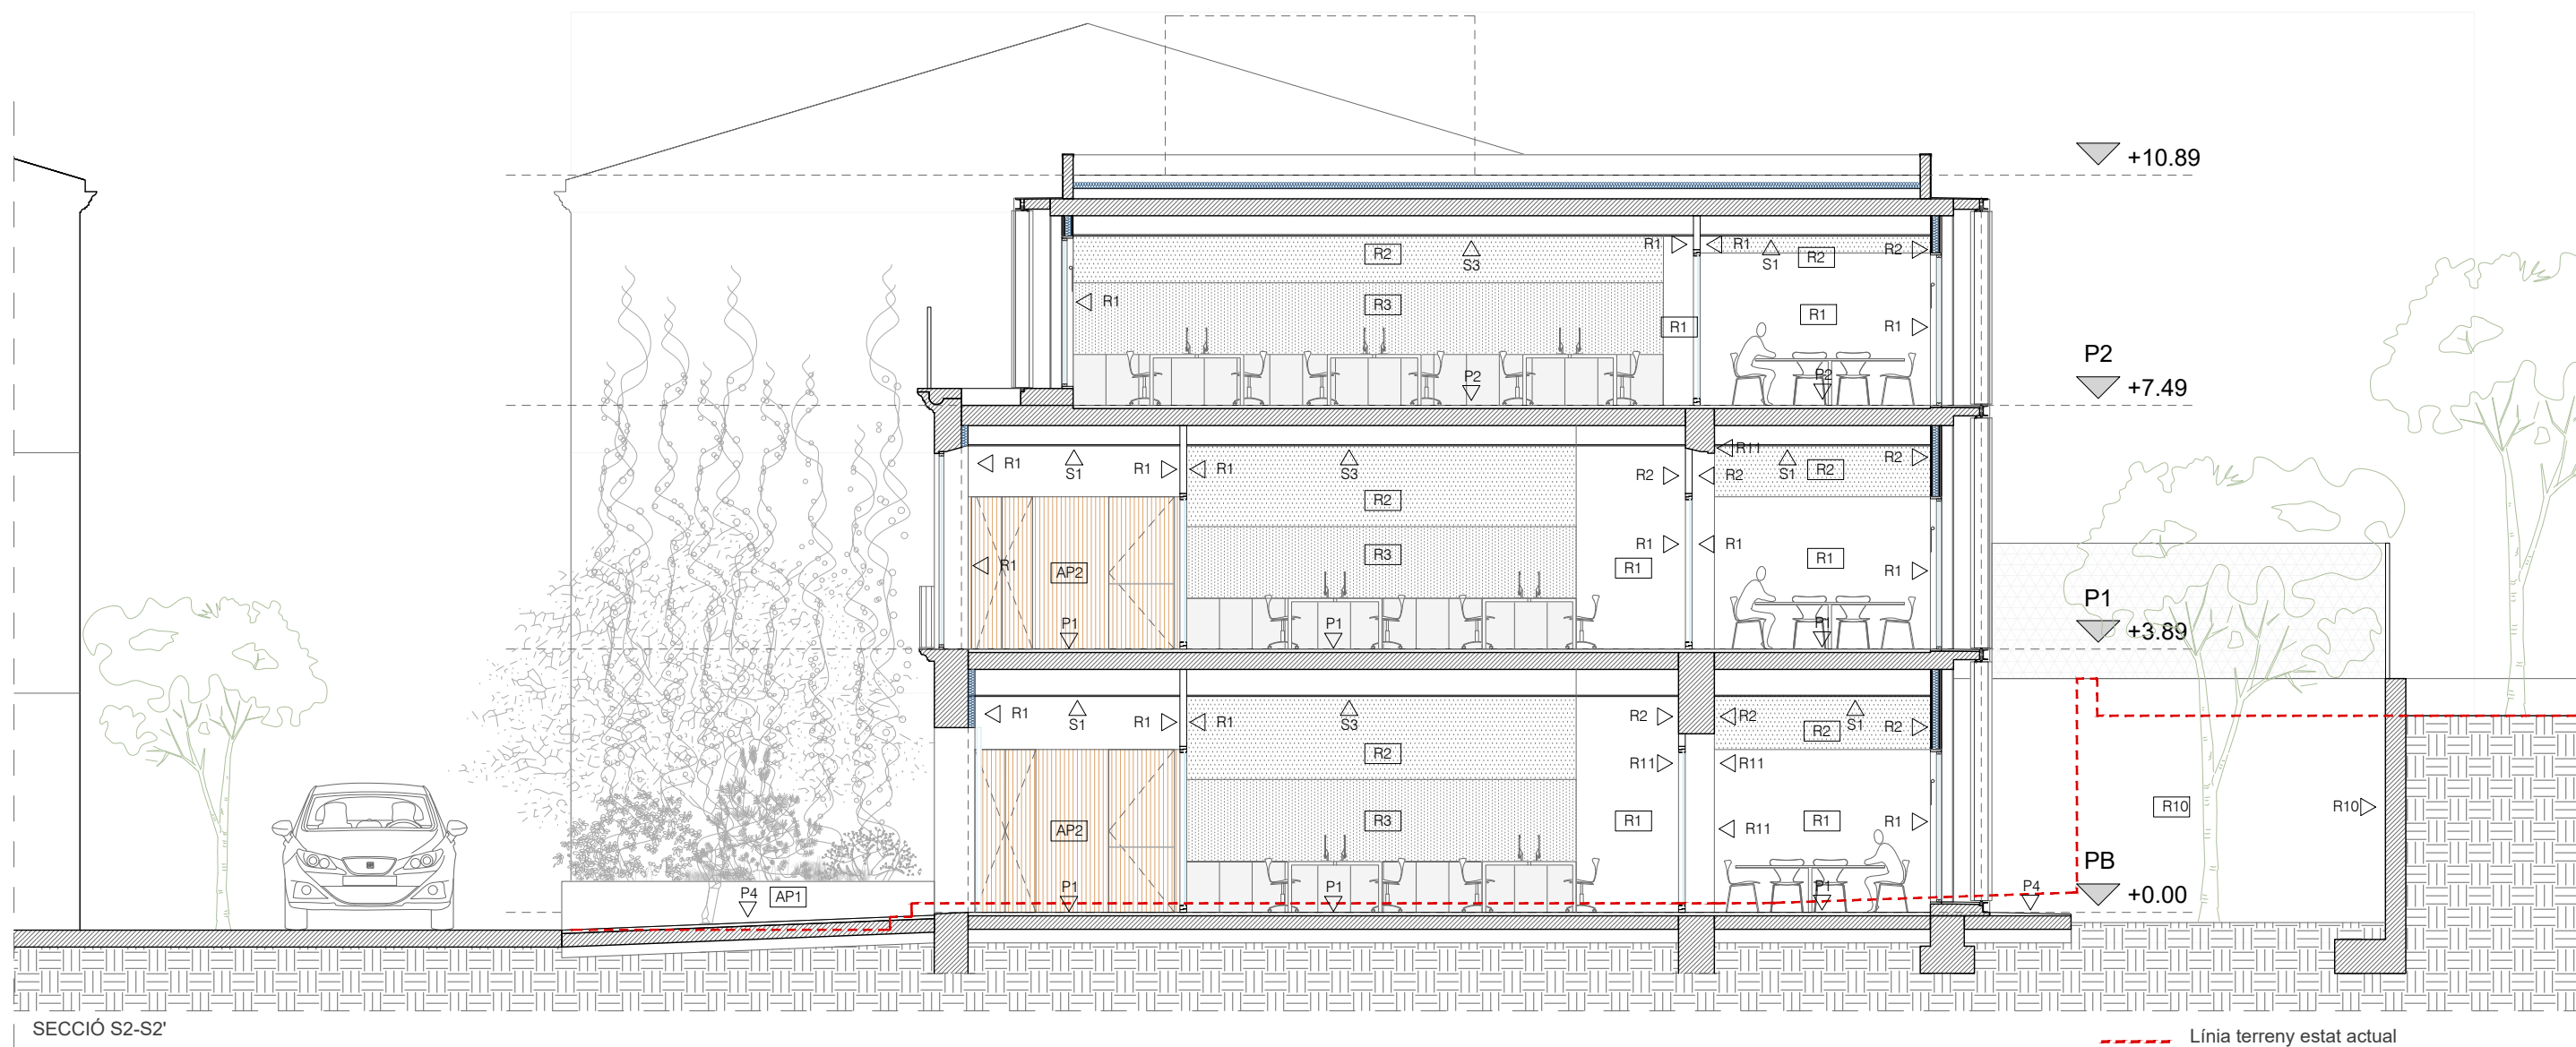 +10.89
R1 R1 R2 S3 S1 R2 R2
R1 R3 R1 R1 R1
P2
P2 P2
+7.49
R11
R1 S1 R1 R1 S3 R2 R2 S1 R2 R2
R2
R1 R1 R1
R1 AP2 R3 R1 R1 R1
P1
P1 P1 P1
+3.89
R1 S1 R1 R1 S3 R2 R2 S1 R2
R2 R2
R11 R11
R10 R10
AP2 R3 R1 R11 R1 R1
PB
P4 AP1 P1 P1 P1 P4
+0.00
SECCIÓ S2-S2'
Línia terreny estat actual